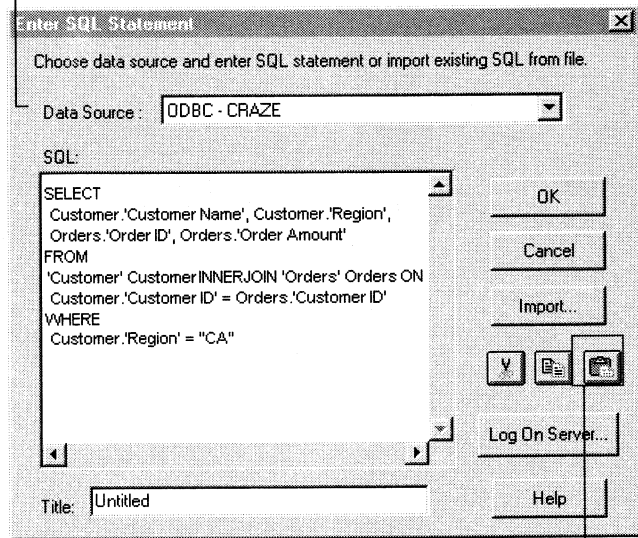 Enter SQL Statement
Choose data source and enter SQL statement or import existing SQL from file.
Data Source : ODBC - CRAZE
SQL:
SELECT
Customer.'Customer Name', Customer.'Region',
Orders.'Order ID', Orders.'Order Amount'
FROM
'Customer' CustomerINNERJOIN 'Orders' Orders ON
Customer.'Customer ID' = Orders.'Customer ID'
WHERE
Customer.'Region' = "CA"
OK
Cancel
Import...
Log On Server...
Title: Untitled
Help